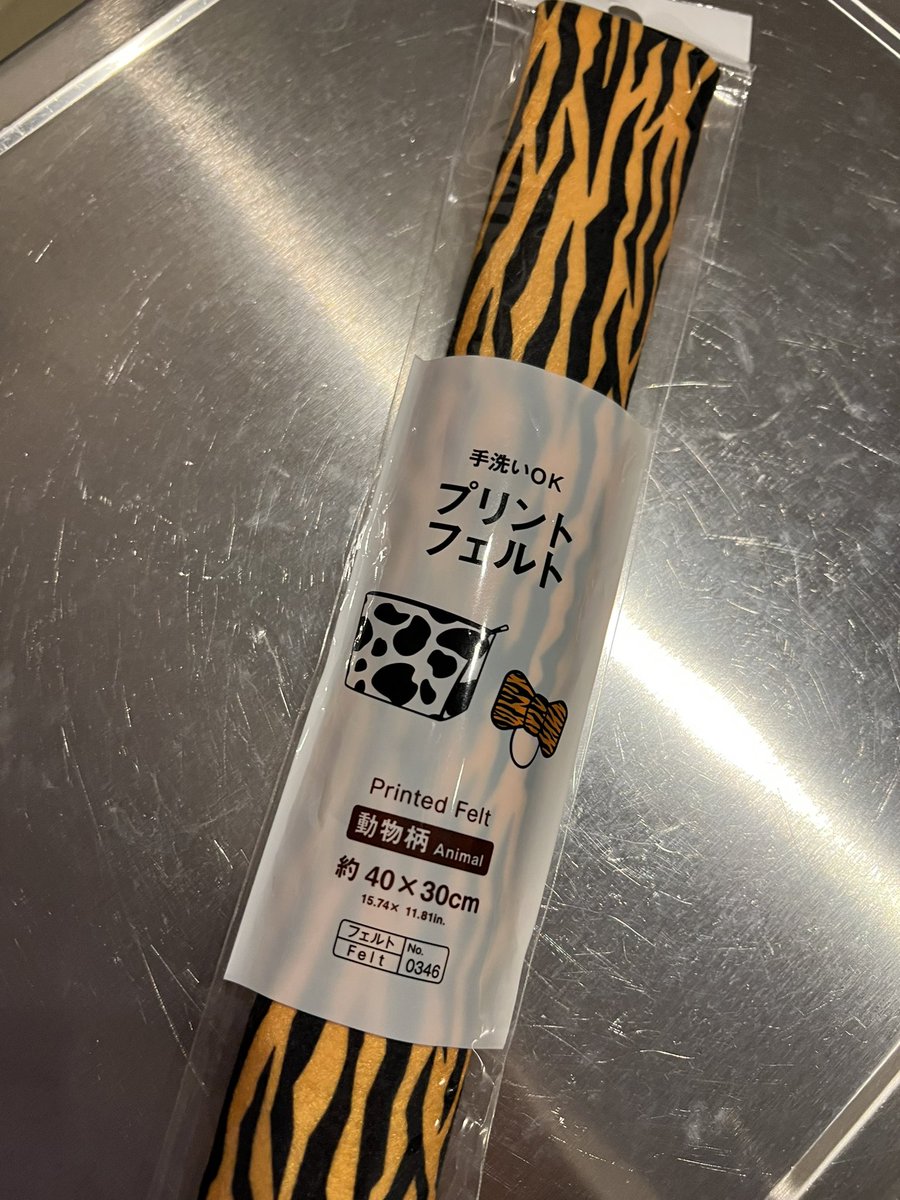 手洗いOK
プリント
フェルト
Printed Felt
動物柄 Animal
約 40×30cm
15.74× 11.81in.
フェルト
Felt
No.
0346